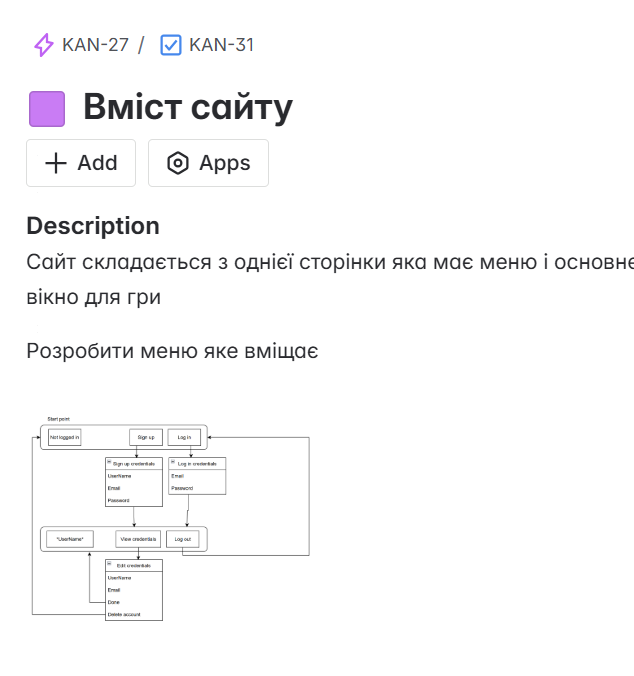 KAN-27 / KAN-31
Вміст сайту
Add Apps
Description
Сайт складається з однієї сторінки яка має меню і основне
вікно для гри
Розробити меню яке вміщає
Start point
Not logged in Sign up Log in
Sign up credentials Log in credentials
UserName Email
Email Password
Password
"UserName" View credentials Log out
Edit credentials
UserName
Email
Done
Delete account